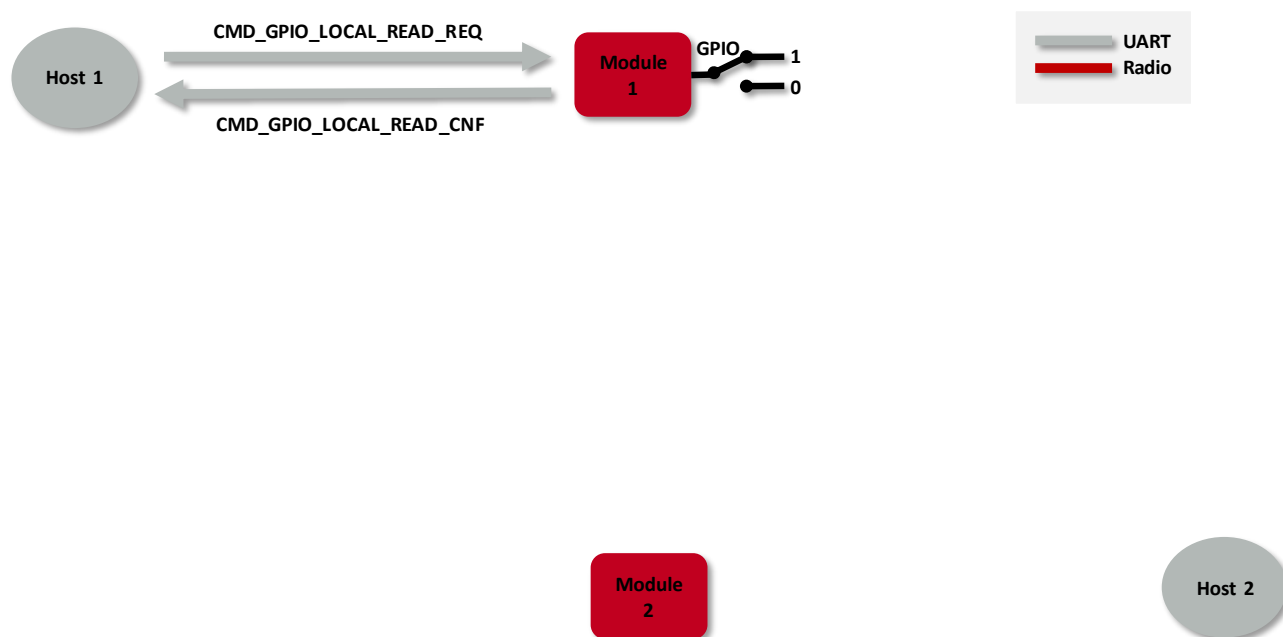 CMD_GPIO_LOCAL_READ_REQ
Host 1
Module
1
GPIO
1
0
CMD_GPIO_LOCAL_READ_CNF
UART
Radio
Module
2
Host 2